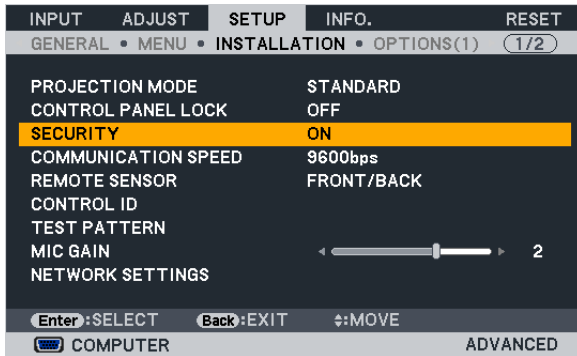 INPUT ADJUST SETUP INFO. RESET
GENERAL • MENU • INSTALLATION • OPTIONS(1) 1/2
PROJECTION MODE STANDARD
CONTROL PANEL LOCK OFF
SECURITY ON
COMMUNICATION SPEED 9600bps
REMOTE SENSOR FRONT/BACK
CONTROL ID
TEST PATTERN
MIC GAIN 2
NETWORK SETTINGS
Enter:SELECT Back:EXIT :MOVE
COMPUTER ADVANCED